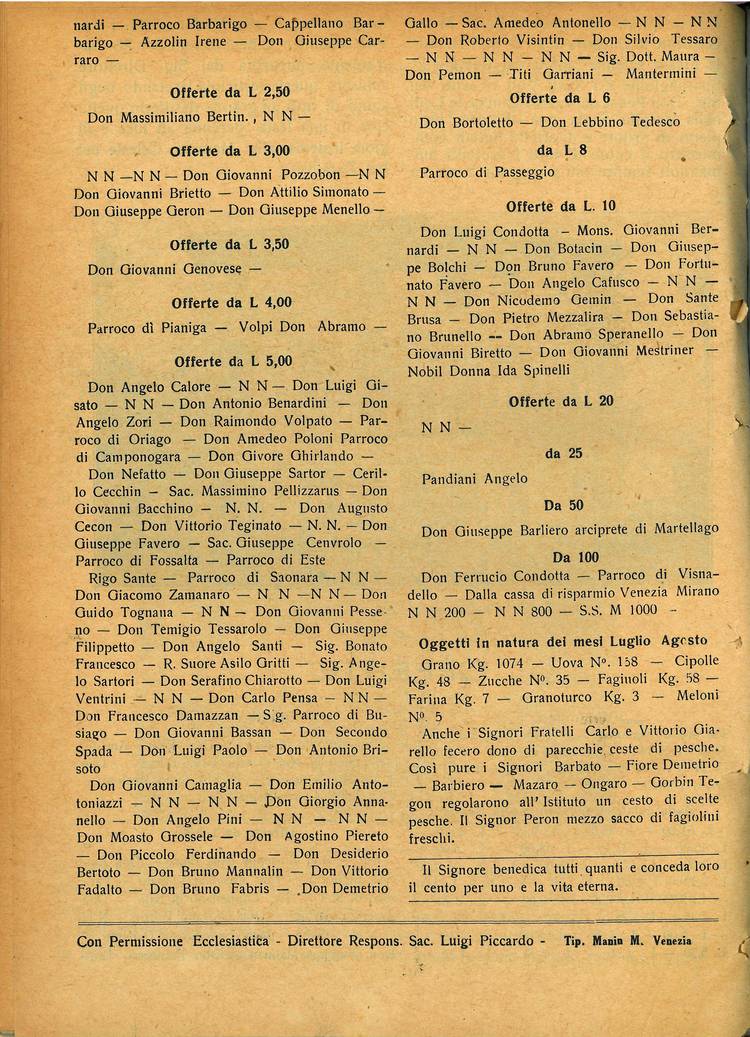 nardi — Parroco Barbarigo — Cappellano Bar-
barigo — Azzolin Irene — Don Giuseppe Car-
raro —
Offerte da L 2,50
Don Massimiliano Bertin. , N N —
Offerte da L 3,00
N N —N N — Don Giovanni Pozzobon —N N
Don Giovanni Brietto — Don Attilio Simonato —
Don Giuseppe Geron — Don Giuseppe Menello —
Offerte da L 3,50
Don Giovanni Genovese —
Offerte da L 4,00
Parroco di Pianiga — Volpi Don Abramo —
Offerte da L 5,00
Don Angelo Calore — N N — Don Luigi Gi-
sato — N N — Don Antonio Benardini — Don
Angelo Zori — Don Raimondo Volpato — Par-
roco di Oriago — Don Amedeo Poloni Parroco
di Camponogara — Don Givore Ghirlando —
Don Nefatto — Don Giuseppe Sartor — Ceril-
lo Cecchin — Sac. Massimino Pellizzarus — Don
Giovanni Bacchino — N. N. — Don Augusto
Cecon — Don Vittorio Teginato — N. N. — Don
Giuseppe Favero — Sac. Giuseppe Cenvrolo —
Parroco di Fossalta — Parroco di Este
Rigo Sante — Parroco di Saonara — N N —
Don Giacomo Zamanaro — N N —N N — Don
Guido Tognana — N N — Don Giovanni Pesse-
no — Don Temigio Tessarolo — Don Giuseppe
Filippetto — Don Angelo Santi — Sig. Bonato
Francesco — R. Suore Asilo Gritti — Sig. Ange-
lo Sartori — Don Serafino Chiarotto — Don Luigi
Ventrini — N N — Don Carlo Pensa — N N —
Don Francesco Damazzan — S g. Parroco di Bu-
siago — Don Giovanni Bassan — Don Secondo
Spada — Don Luigi Paolo — Don Antonio Bri-
soto
Don Giovanni Camaglia — Don Emilio Anto-
toniazzi — N N — N N — Don Giorgio Anna-
nello — Don Angelo Pini — N N — N N —
Don Moasto Grossele — Don Agostino Piereto
— Don Piccolo Ferdinando — Don Desiderio
Bertoto — Don Bruno Mannalin — Don Vittorio
Fadalto — Don Bruno Fabris — Don Demetrio
Gallo — Sac. Amedeo Antonello — N N — N N
— Don Roberto Visintin — Don Silvio Tessaro
— N N — N N — N N — Sig. Dott. Maura —
Don Pemon — Titi Garriani — Mantermini —
Offerte da L 6
Don Bortoletto — Don Lebbino Tedesco
da L 8
Parroco di Passeggio
Offerte da L. 10
Don Luigi Condotta — Mons. Giovanni Ber-
nardi — N N — Don Botacin — Don Giusep-
pe Bolchi — Don Bruno Favero — Don Fortu-
nato Favero — Don Angelo Cafusco — N N —
N N — Don Nicodemo Gemin — Don Sante
Brusa — Don Pietro Mezzalira — Don Sebastia-
no Brunello -- Don Abramo Speranello — Don
Giovanni Biretto — Don Giovanni Mestriner —
Nobil Donna Ida Spinelli
Offerte da L 20
N N —
da 25
Pandiani Angelo
Da 50
Don Giuseppe Barliero arciprete di Martellago
Da 100
Don Ferrucio Condotta — Parroco di Visna-
dello — Dalla cassa di risparmio Venezia Mirano
N N 200 — N N 800 — S.S. M 1000 -
Oggetti in natura dei mesi Luglio Agosto
Grano Kg. 1074 — Uova Nº. 158 — Cipolle
Kg. 48 — Zucche Nº. 35 — Fagiuoli Kg. 58 —
Farina Kg. 7 — Granoturco Kg. 3 — Meloni
Nº. 5
Anche i Signori Fratelli Carlo e Vittorio Gia-
rello fecero dono di parecchie ceste di pesche.
Così pure i Signori Barbato — Fiore Demetrio
— Barbiero — Mazaro — Ongaro — Gorbin Te-
gon regolarono all' Istituto un cesto di scelte
pesche. Il Signor Peron mezzo sacco di fagiolini
freschi.
Il Signore benedica tutti quanti e conceda loro
il cento per uno e la vita eterna.
Con Permissione Ecclesiastica - Direttore Respons. Sac. Luigi Piccardo - Tip. Manin M. Venezia